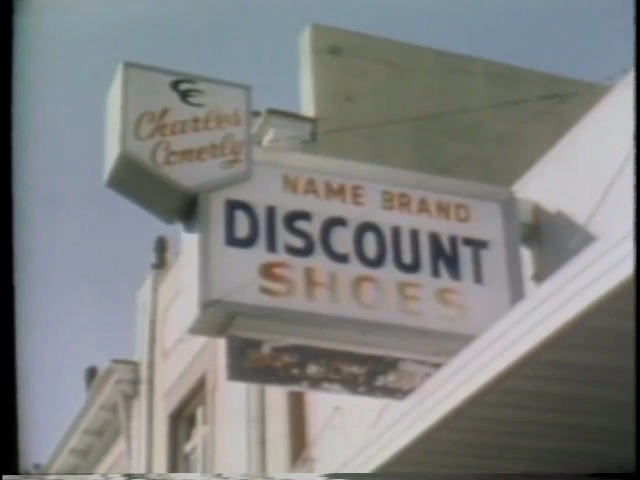 CC
Charles
Conerly
NAME BRAND
DISCOUNT
SHOES